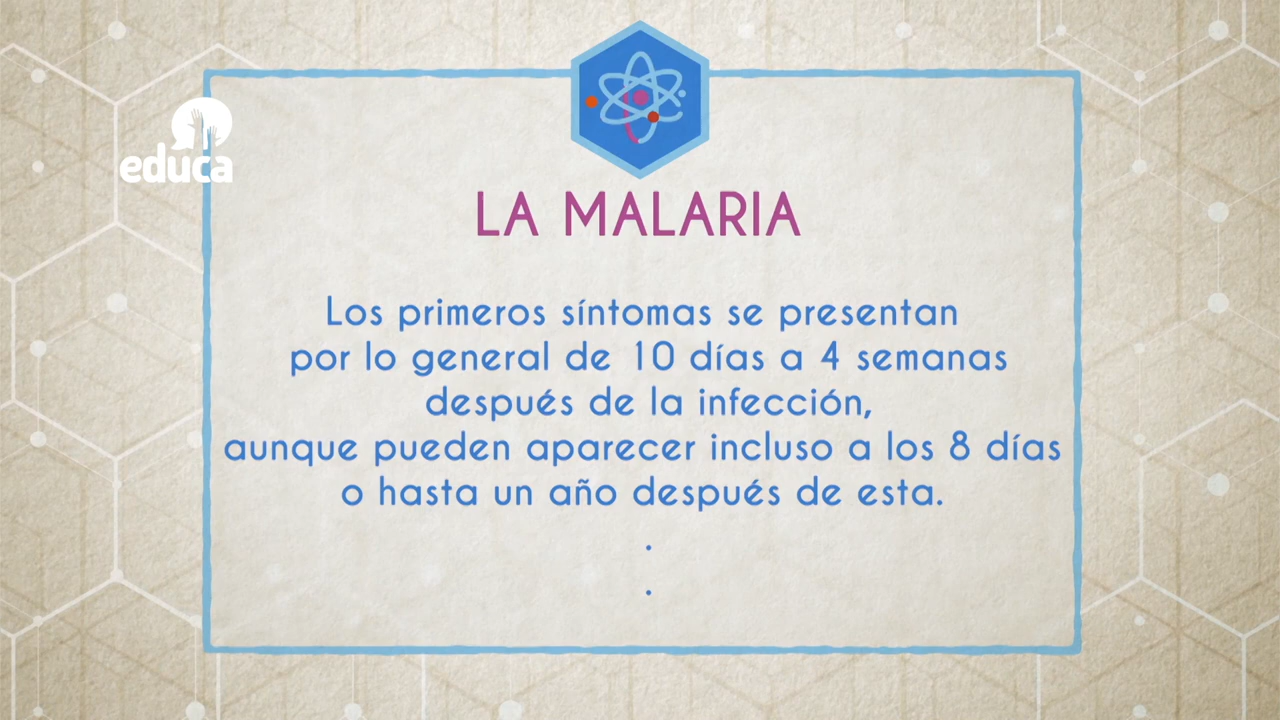 educa
LA MALARIA
Los primeros síntomas se presentan
por lo general de 10 días a 4 semanas
después de la infección,
aunque pueden aparecer incluso a los 8 días
o hasta un año después de esta.
.
.